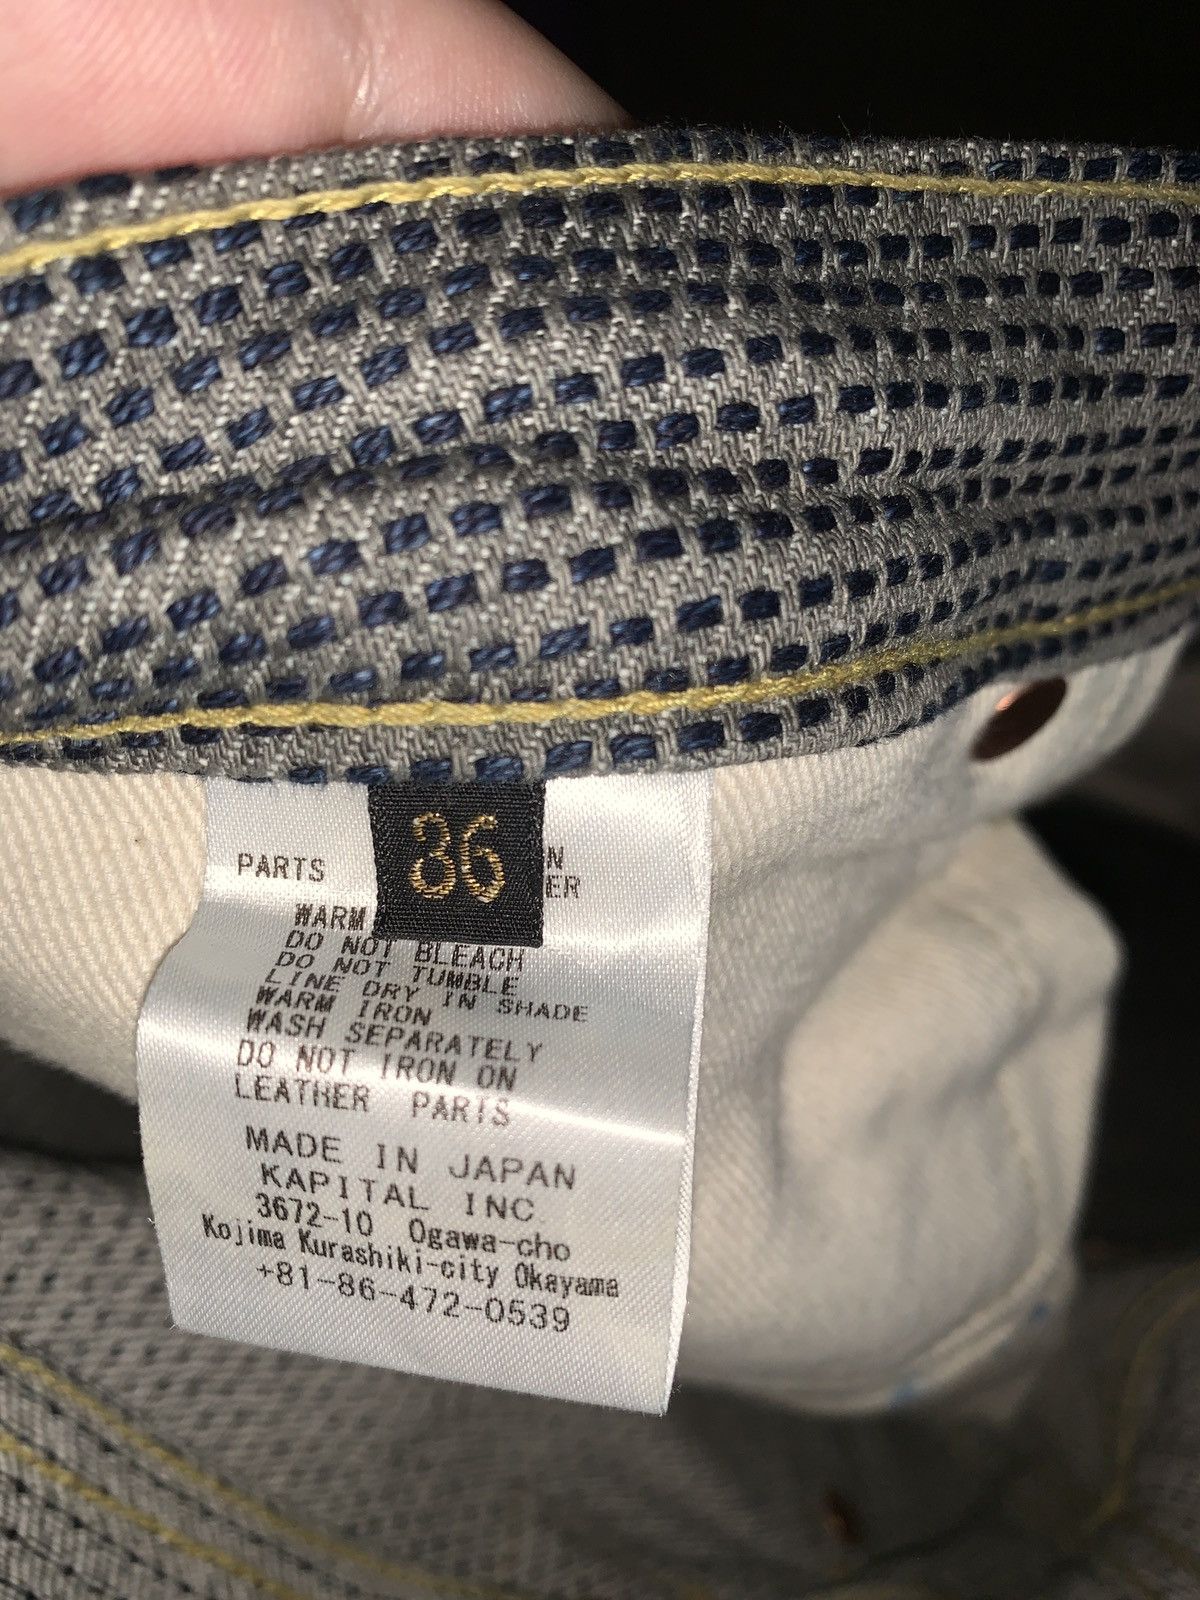 36
PARTS
WARM
DO NOT BLEACH
DO NOT TUMBLE
LINE DRY IN SHADE
WARM IRON
WASH SEPARATELY
DO NOT IRON ON
LEATHER PARTS
MADE IN JAPAN
KAPITAL INC.
3672-10 Ogawa-cho
Kojima Kurashiki-city Okayama
+81-86-472-0539